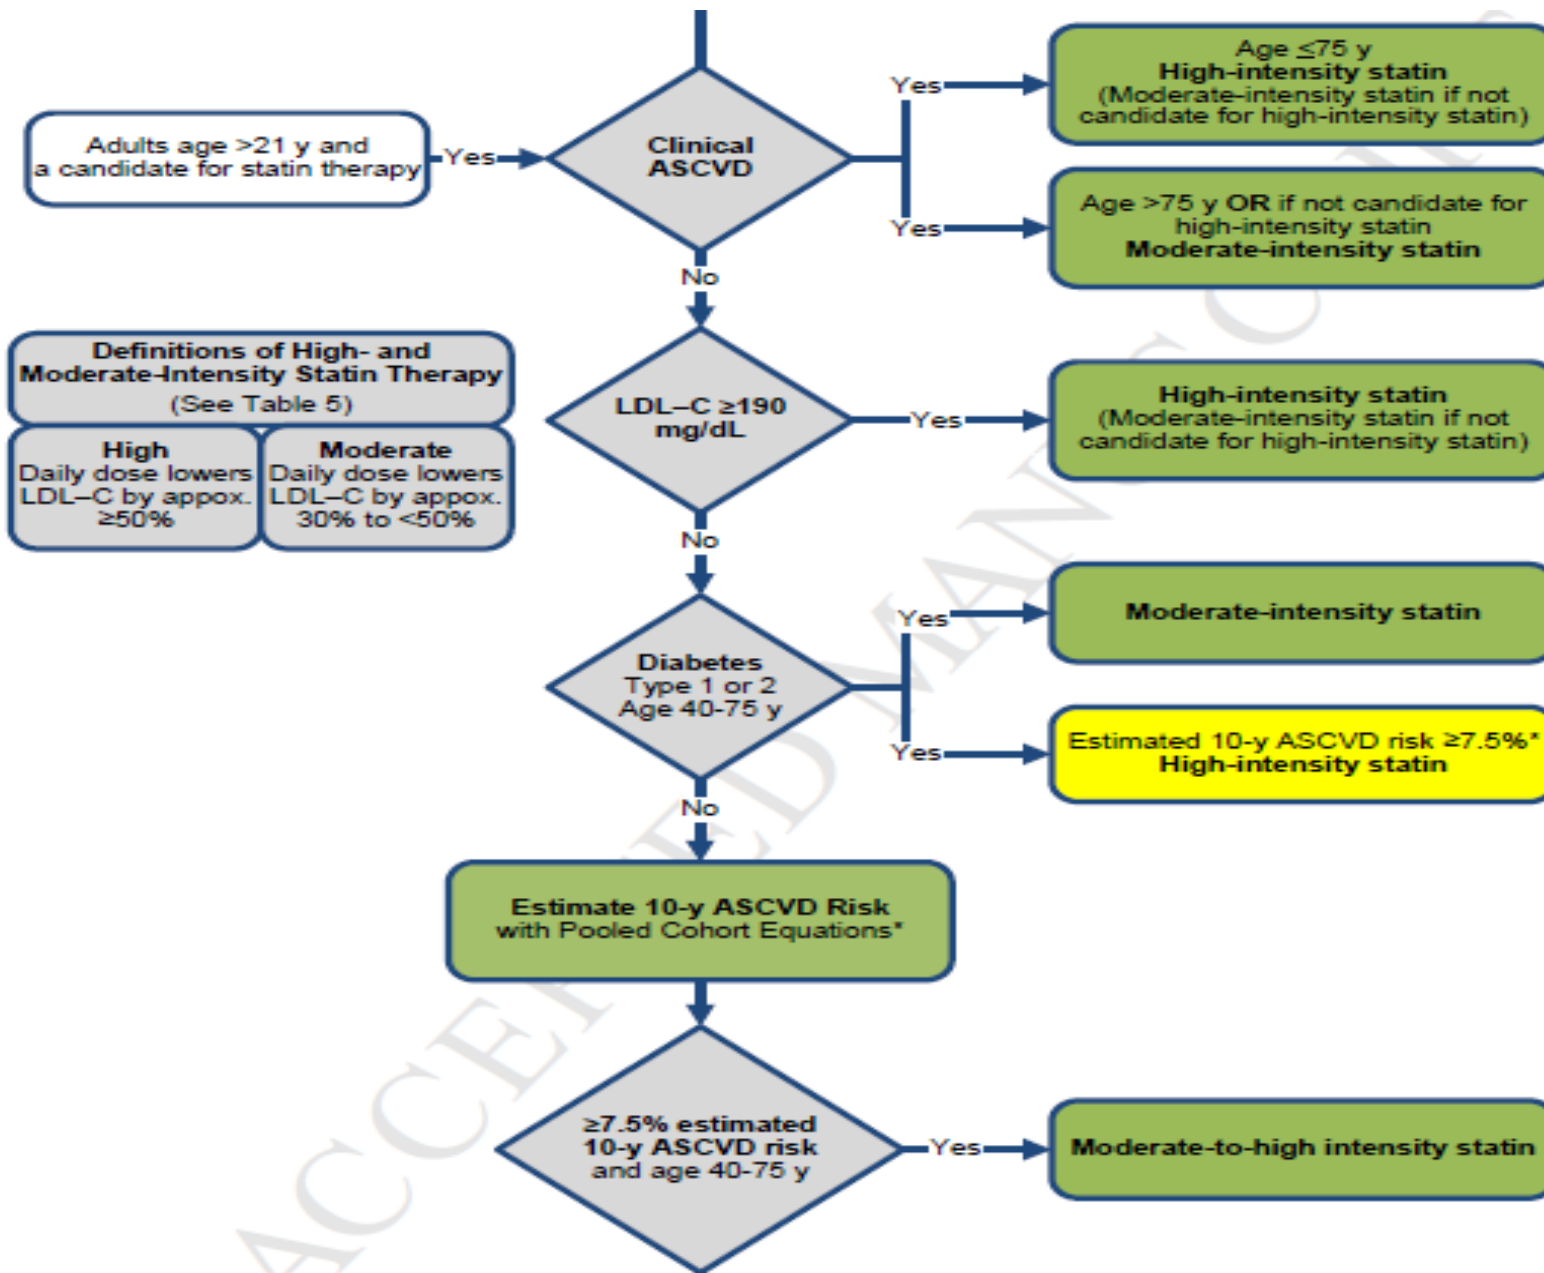 Age ≤75 y
High-intensity statin
(Moderate-intensity statin if not
candidate for high-intensity statin)
Yes
Adults age >21 y and
a candidate for statin therapy
Yes
Clinical
ASCVD
Age >75 y OR if not candidate for
high-intensity statin
Moderate-intensity statin
Yes
No
Definitions of High- and
Moderate-Intensity Statin Therapy
(See Table 5)
High
Daily dose lowers
LDL–C by appox.
≥50%
Moderate
Daily dose lowers
LDL–C by appox.
30% to <50%
LDL–C ≥190
mg/dL
Yes
High-intensity statin
(Moderate-intensity statin if not
candidate for high-intensity statin)
No
Diabetes
Type 1 or 2
Age 40-75 y
Yes
Moderate-intensity statin
Yes
Estimated 10-y ASCVD risk ≥7.5%*
High-intensity statin
No
Estimate 10-y ASCVD Risk
with Pooled Cohort Equations*
≥7.5% estimated
10-y ASCVD risk
and age 40-75 y
Yes
Moderate-to-high intensity statin
ACCEPTED